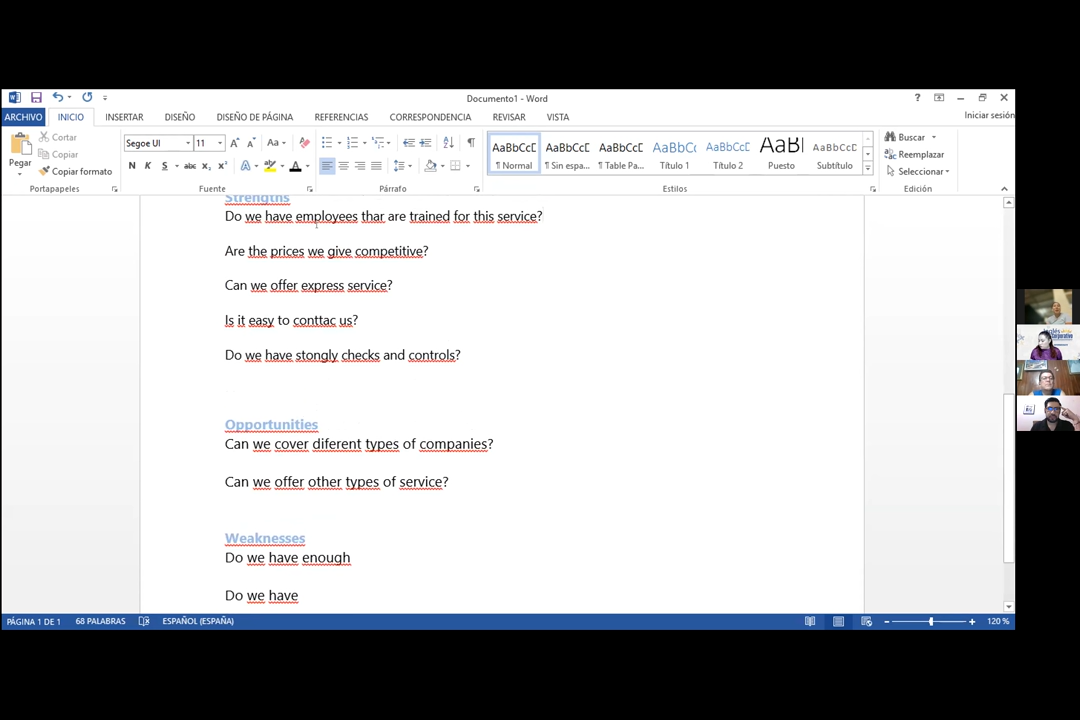 Documento1 - Word
Iniciar sesión
ARCHIVO INICIO INSERTAR DISEÑO DISEÑO DE PÁGINA REFERENCIAS CORRESPONDENCIA REVISAR VISTA
Pegar
Cortar
Copiar
Copiar formato
Portapapeles
Segoe UI 11
N K S abc x₂ x²
Fuente
Párrafo
AaBbCcD AaBbCcD AaBbCcD AaBbCc AaBbCcD AaBl AaBbCcD
¶ Normal ¶ Sin espa... ¶ Table Pa... Título 1 Título 2 Puesto Subtítulo
Estilos
Buscar
Reemplazar
Seleccionar
Edición
Strengths
Do we have employees thar are trained for this service?
Are the prices we give competitive?
Can we offer express service?
Is it easy to conttac us?
Do we have stongly checks and controls?
Opportunities
Can we cover diferent types of companies?
Can we offer other types of service?
Weaknesses
Do we have enough
Do we have
PÁGINA 1 DE 1 68 PALABRAS ESPAÑOL (ESPAÑA) 120 %